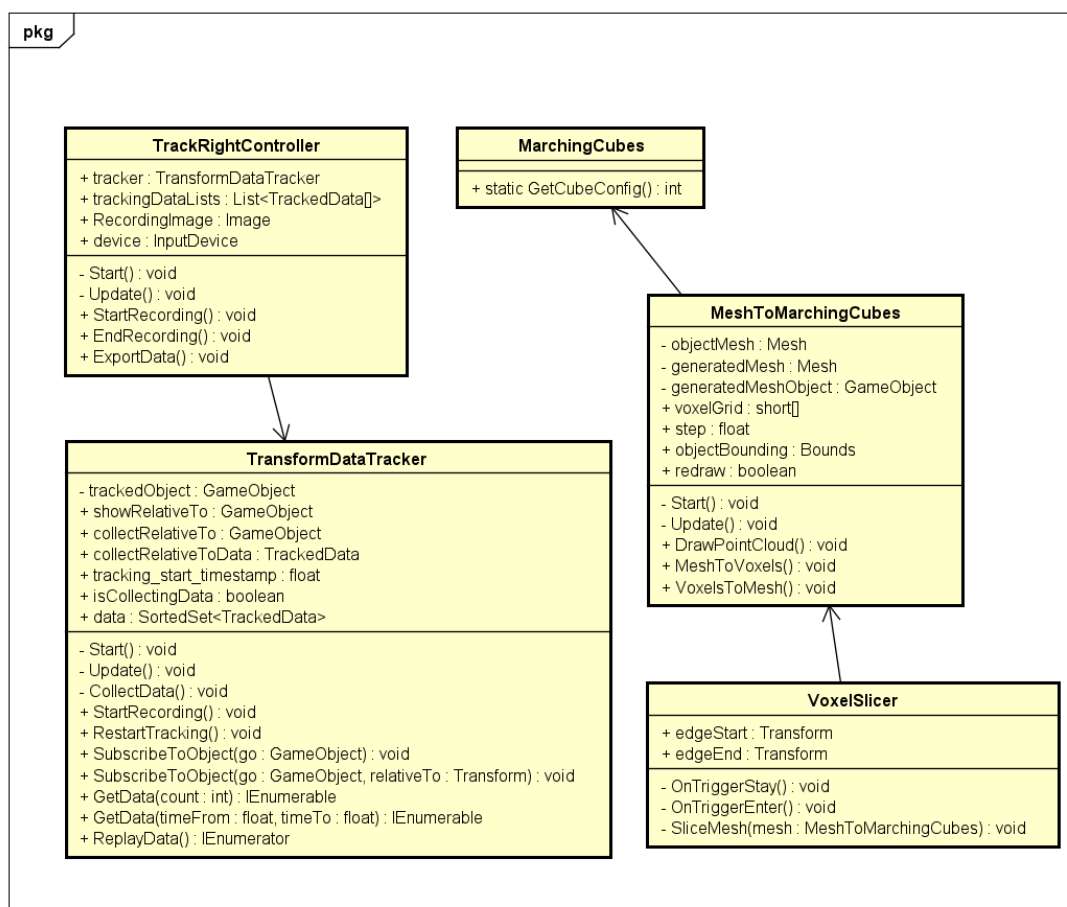 pkg
TrackRightController
+ tracker : TransformDataTracker
+ trackingDataLists : List<TrackedData[]>
+ RecordingImage : Image
+ device : InputDevice
- Start() : void
- Update() : void
+ StartRecording() : void
+ EndRecording() : void
+ ExportData() : void
MarchingCubes
+ static GetCubeConfig() : int
MeshToMarchingCubes
- objectMesh : Mesh
- generatedMesh : Mesh
- generatedMeshObject : GameObject
+ voxelGrid : short[]
+ step : float
+ objectBounding : Bounds
+ redraw : boolean
- Start() : void
- Update() : void
+ DrawPointCloud() : void
+ MeshToVoxels() : void
+ VoxelsToMesh() : void
TransformDataTracker
- trackedObject : GameObject
+ showRelativeTo : GameObject
+ collectRelativeTo : GameObject
+ collectRelativeToData : TrackedData
+ tracking_start_timestamp : float
+ isCollectingData : boolean
+ data : SortedSet<TrackedData>
- Start() : void
- Update() : void
- CollectData() : void
+ StartRecording() : void
+ RestartTracking() : void
+ SubscribeToObject(go : GameObject) : void
+ SubscribeToObject(go : GameObject, relativeTo : Transform) : void
+ GetData(count : int) : IEnumerable
+ GetData(timeFrom : float, timeTo : float) : IEnumerable
+ ReplayData() : IEnumerator
VoxelSlicer
+ edgeStart : Transform
+ edgeEnd : Transform
- OnTriggerStay() : void
- OnTriggerEnter() : void
- SliceMesh(mesh : MeshToMarchingCubes) : void